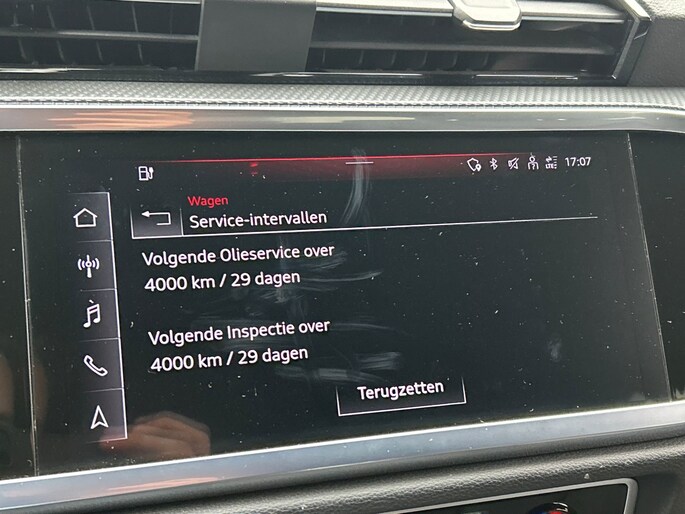 17:07
Wagen
Service-intervallen
Volgende Olieservice over
4000 km / 29 dagen
Volgende Inspectie over
4000 km / 29 dagen
Terugzetten